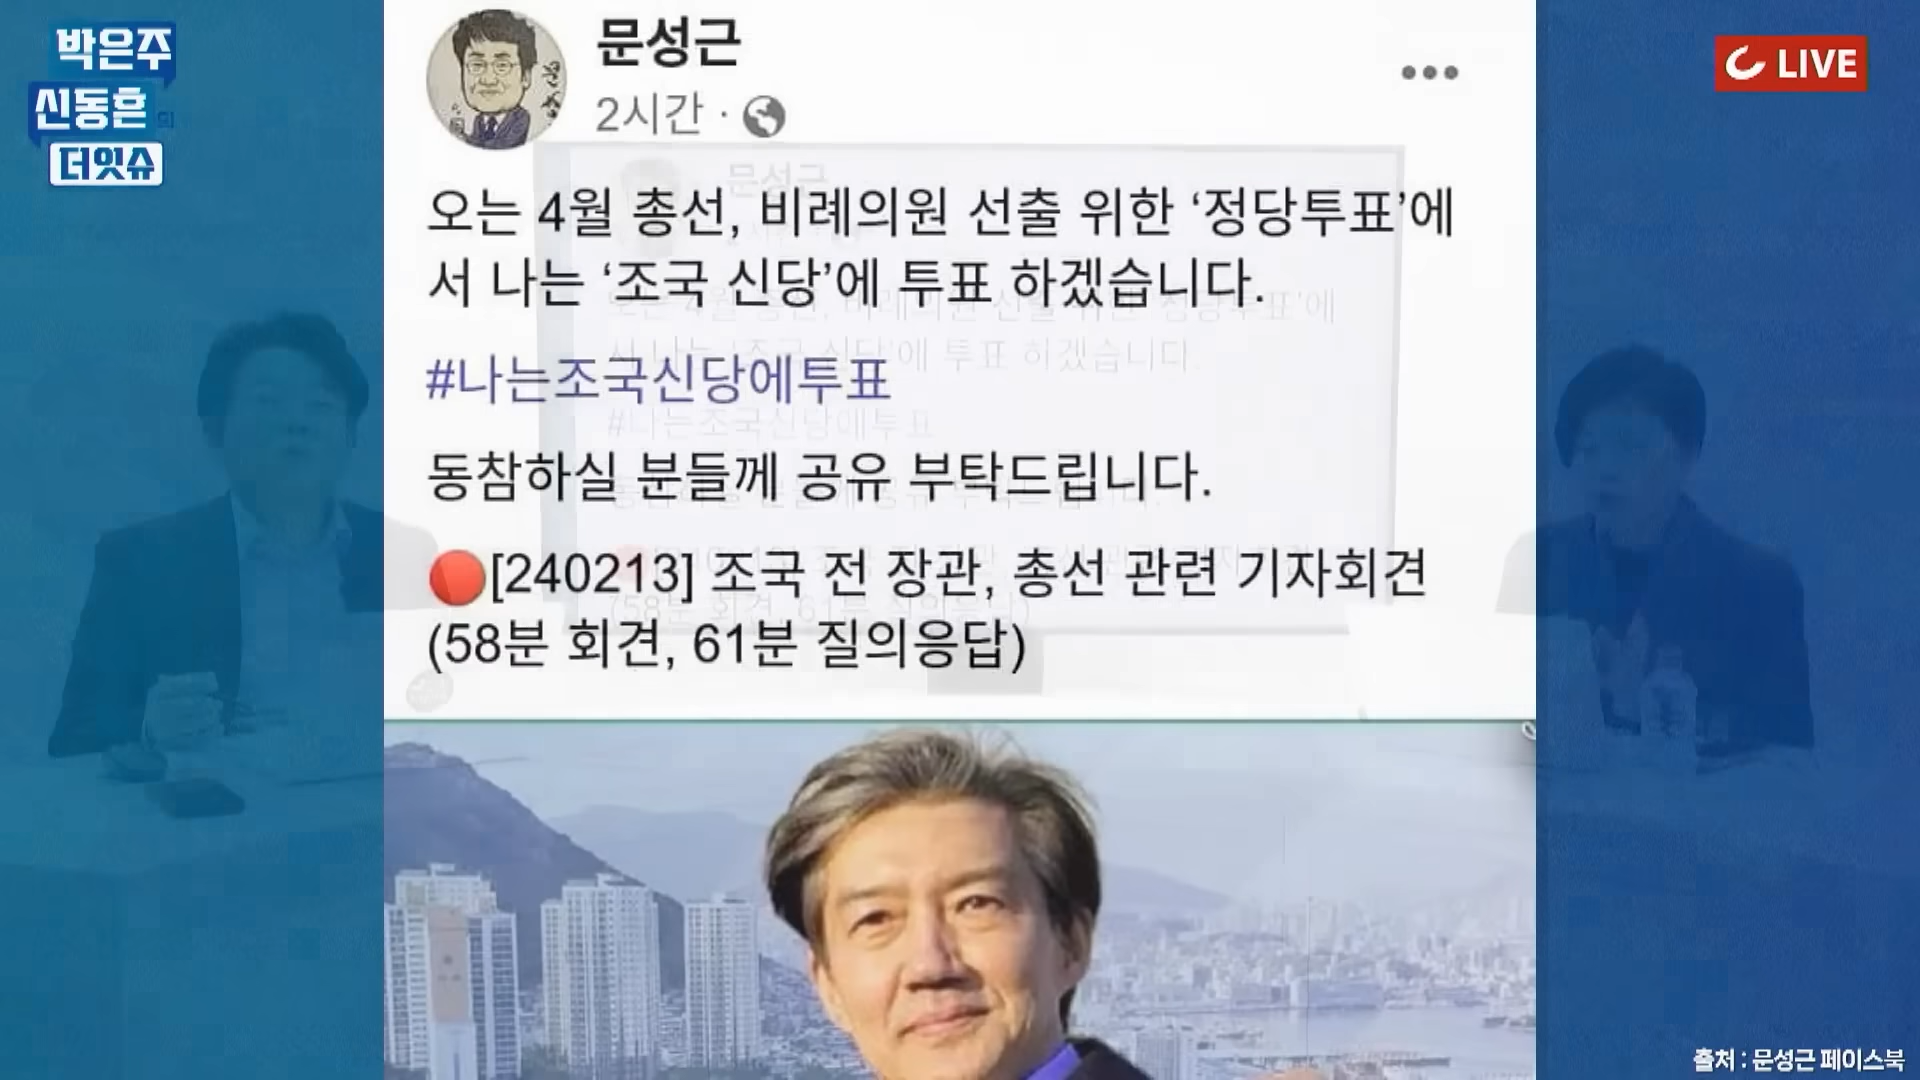 박은주
신동흔의
더잇슈
LIVE
문성근
2시간 ·
오는 4월 총선, 비례의원 선출 위한 ‘정당투표’에
서 나는 ‘조국 신당’에 투표 하겠습니다.
#나는조국신당에투표
동참하실 분들께 공유 부탁드립니다.
[240213] 조국 전 장관, 총선 관련 기자회견
(58분 회견, 61분 질의응답)
출처 : 문성근 페이스북